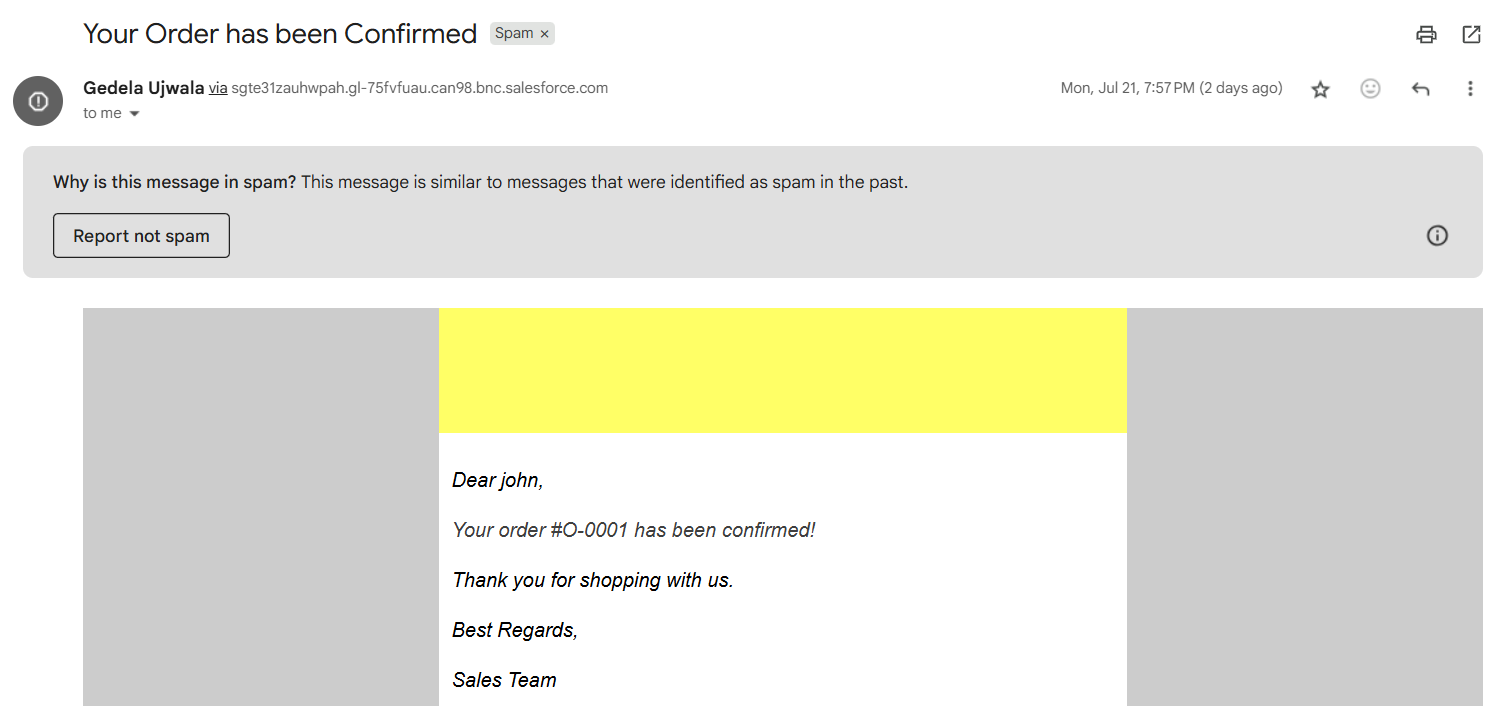 Your Order has been Confirmed Spam ×
Gedela Ujwala via sgte31zauhwpah.gl-75fvfuau.can98.bnc.salesforce.com Mon, Jul 21, 7:57 PM (2 days ago)
to me
Why is this message in spam? This message is similar to messages that were identified as spam in the past.
Report not spam
Dear john,
Your order #O-0001 has been confirmed!
Thank you for shopping with us.
Best Regards,
Sales Team